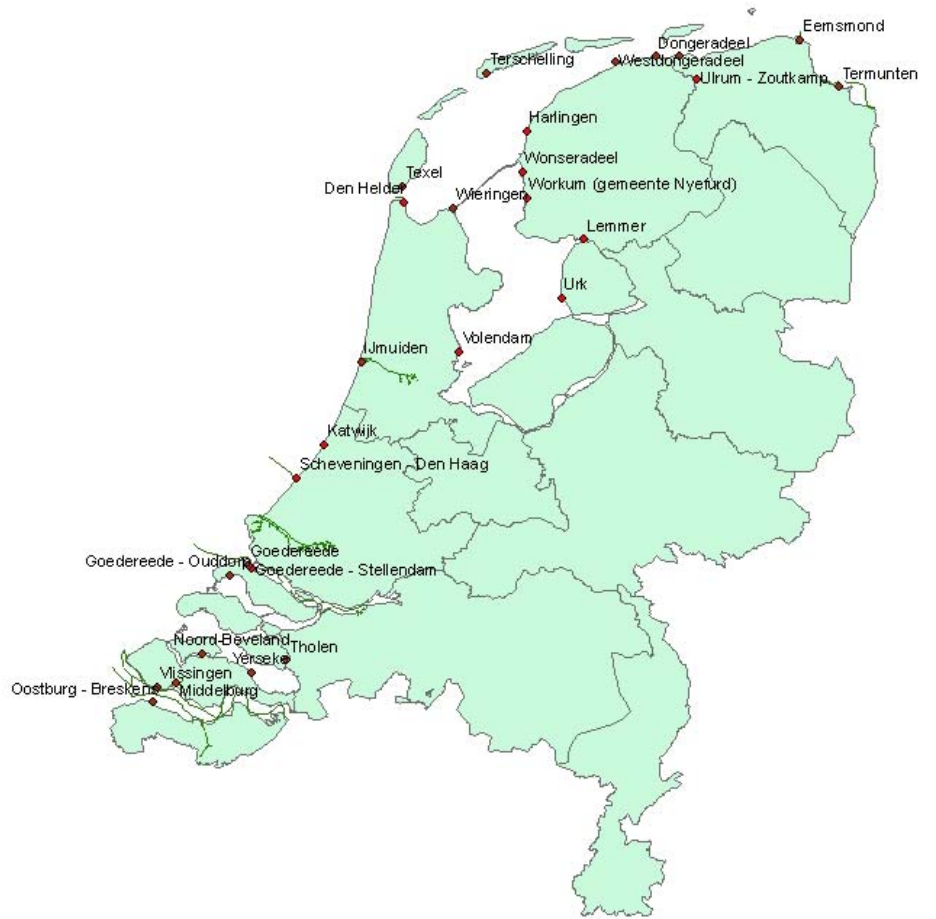 Eemsmond
Dongeradeel
Terschelling
Westdongeradeel
Ulrum - Zoutkamp
Termunten
Harlingen
Wonseradeel
Texel
Den Helder
Workum (gemeente Nyefurd)
Wieringen
Lemmer
Urk
Volendam
IJmuiden
Katwijk
Scheveningen - Den Haag
Goedereede
Goedereede - Ouddorp
Goedereede - Stellendam
Noord-Beveland
Tholen
Yerseke
Vlissingen
Oostburg - Breskens
Middelburg